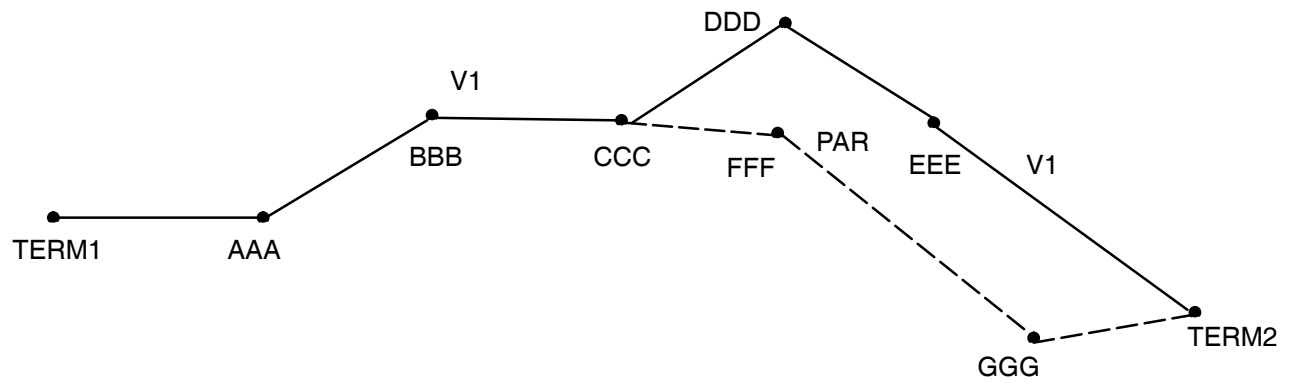 DDD
V1
BBB
CCC
FFF
PAR
EEE
V1
TERM1
AAA
TERM2
GGG